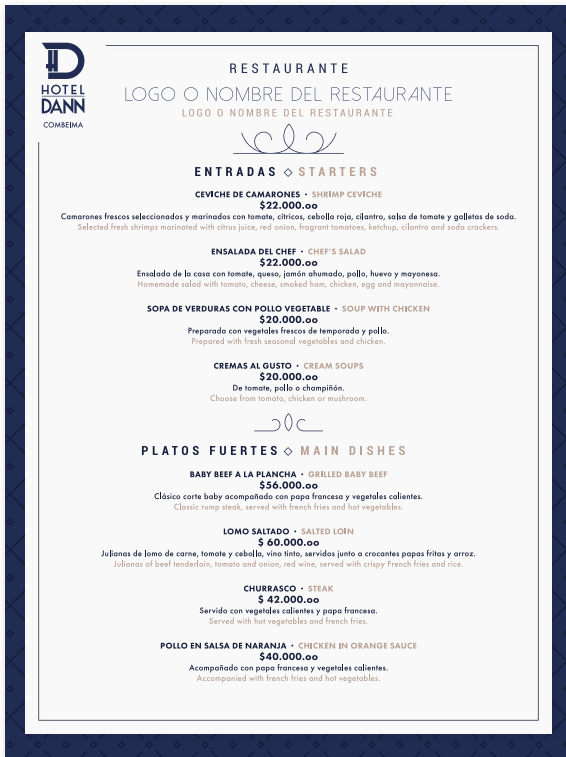 HOTEL
DANN
COMBEIMA
RESTAURANTE
LOGO O NOMBRE DEL RESTAURANTE
LOGO O NOMBRE DEL RESTAURANTE
ENTRADAS ◇ STARTERS
CEVICHE DE CAMARONES • SHRIMP CEVICHE
$22.000.oo
Camarones frescos seleccionados y marinados con tomate, cítricos, cebolla roja, cilantro, salsa de tomate y galletas de soda.
Selected fresh shrimps marinated with citrus juice, red onion, fragrant tomatoes, ketchup, cilantro and soda crackers.
ENSALADA DEL CHEF • CHEF'S SALAD
$22.000.oo
Ensalada de la casa con tomate, queso, jamón ahumado, pollo, huevo y mayonesa.
Homemade salad with tomato, cheese, smoked ham, chicken, egg and mayonnaise.
SOPA DE VERDURAS CON POLLO VEGETABLE • SOUP WITH CHICKEN
$20.000.oo
Preparada con vegetales frescos de temporada y pollo.
Prepared with fresh seasonal vegetables and chicken.
CREMAS AL GUSTO • CREAM SOUPS
$20.000.oo
De tomate, pollo o champiñón.
Choose from tomato, chicken or mushroom.
PLATOS FUERTES ◇ MAIN DISHES
BABY BEEF A LA PLANCHA • GRILLED BABY BEEF
$56.000.oo
Clásico corte baby acompañado con papa francesa y vegetales calientes.
Classic rump steak, served with french fries and hot vegetables.
LOMO SALTADO • SALTED LOIN
$ 60.000.oo
Julianas de lomo de carne, tomate y cebolla, vino tinto, servidos junto a crocantes papas fritas y arroz.
Julianas of beef tenderloin, tomato and onion, red wine, served with crispy French fries and rice.
CHURRASCO • STEAK
$ 42.000.oo
Servido con vegetales calientes y papa francesa.
Served with hot vegetables and french fries.
POLLO EN SALSA DE NARANJA • CHICKEN IN ORANGE SAUCE
$40.000.oo
Acompañado con papa francesa y vegetales calientes.
Accompanied with french fries and hot vegetables.